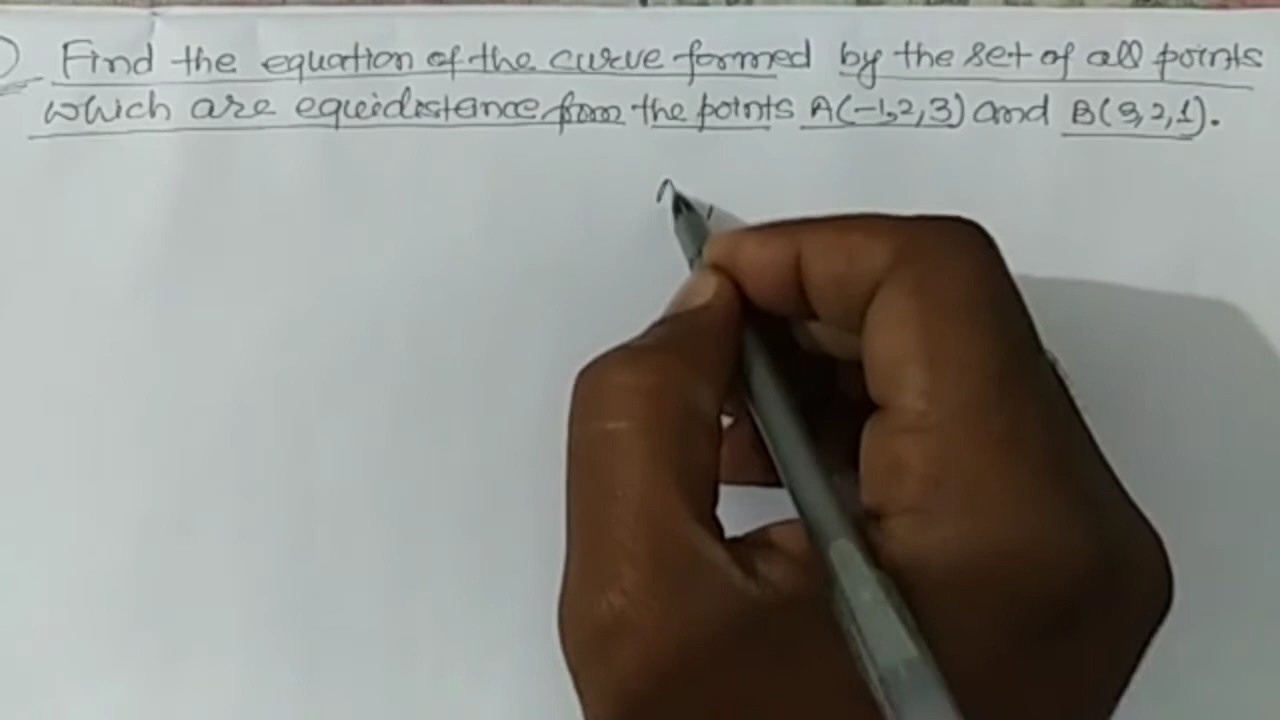 Find the equation of the curve formed by the set of all points
which are equidistance from the points A(-1,2,3) and B(3,2,1).